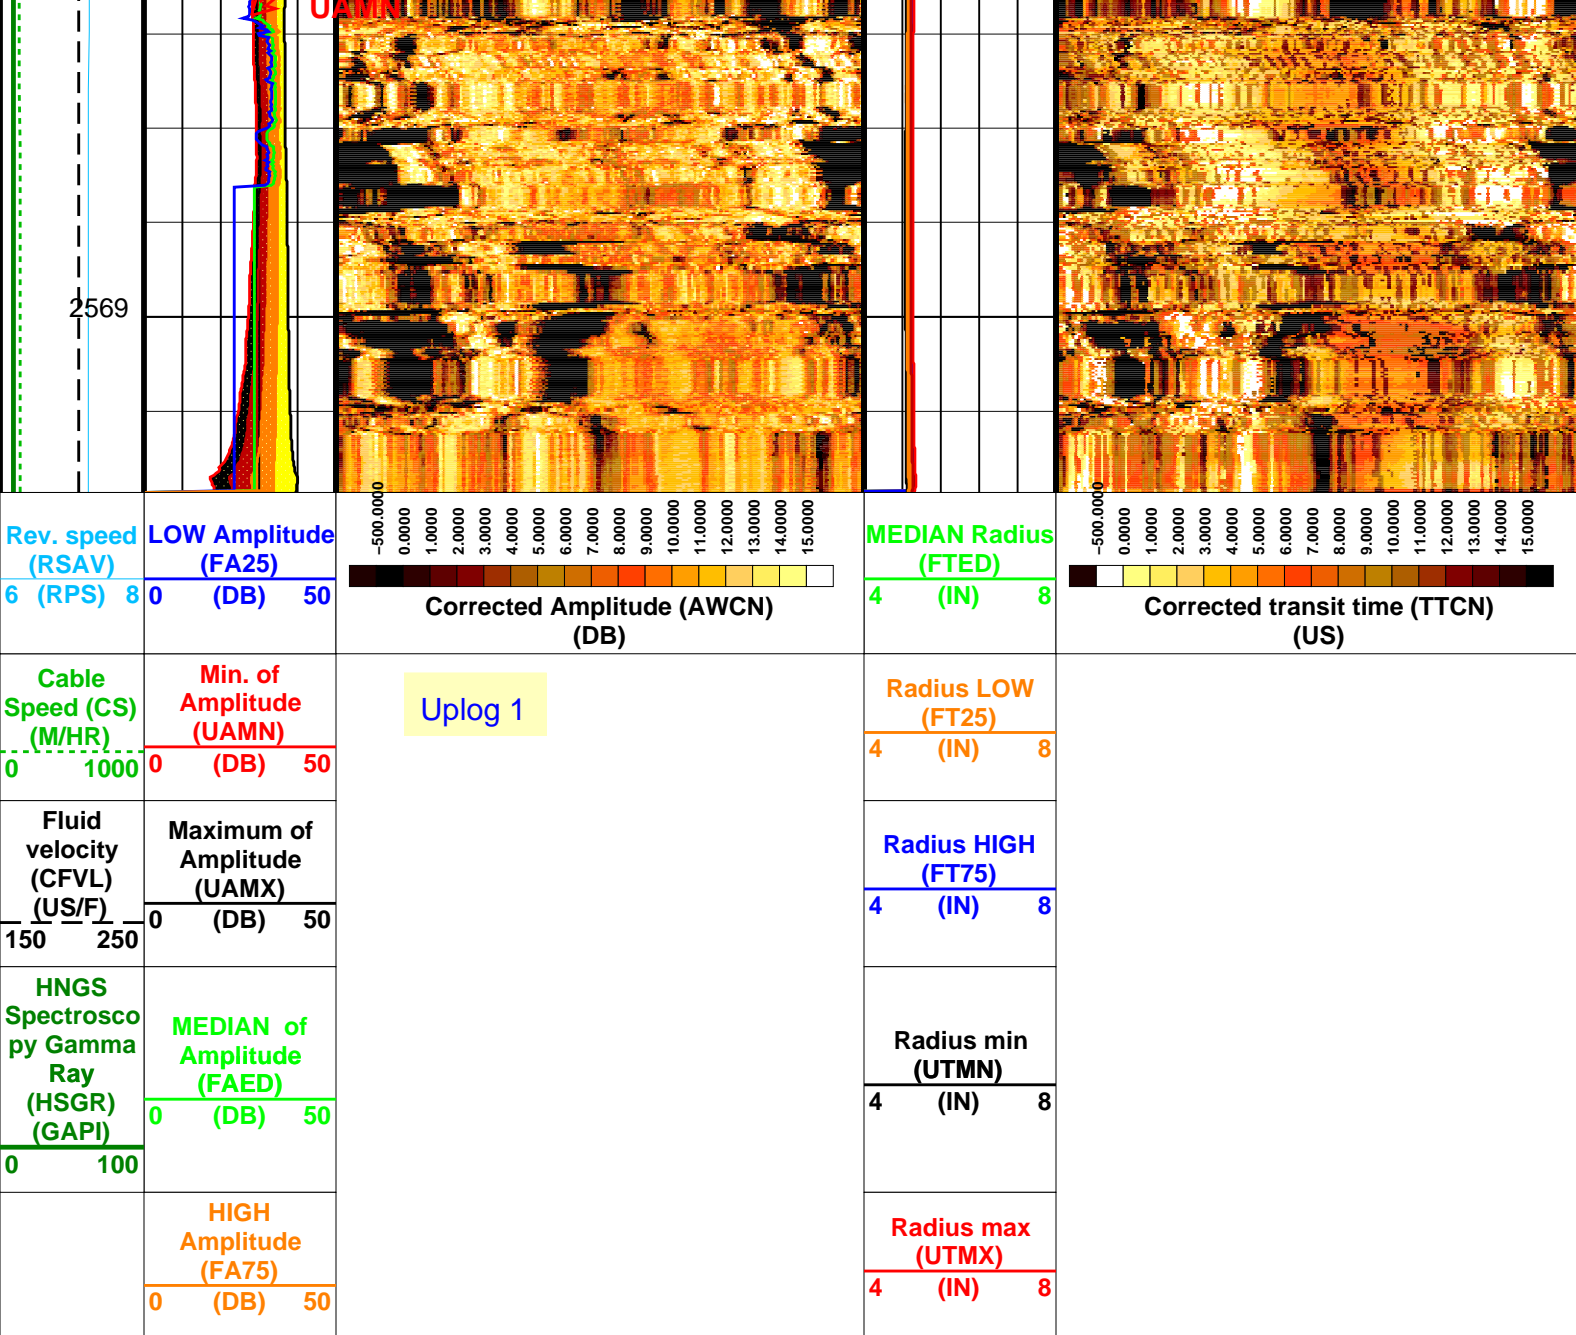 UAMN
2569
Rev. speed
(RSAV)
6 (RPS) 8
LOW Amplitude
(FA25)
0 (DB) 50
−500.0000
0.0000
1.0000
2.0000
3.0000
4.0000
5.0000
7.0000
8.0000
9.0000
10.0000
11.0000
12.0000
13.0000
14.0000
15.0000
Corrected Amplitude (AWCN)
(DB)
MEDIAN Radius
(FTED)
4 (IN) 8
−500.0000
0.0000
1.0000
2.0000
3.0000
4.0000
5.0000
7.0000
8.0000
9.0000
10.0000
11.0000
12.0000
13.0000
14.0000
15.0000
Corrected transit time (TTCN)
(US)
Cable
Speed (CS)
(M/HR)
0 1000
Min. of
Amplitude
(UAMN)
0 (DB) 50
Uplog 1
Radius LOW
(FT25)
4 (IN) 8
Fluid
velocity
(CFVL)
(US/F)
150 250
Maximum of
Amplitude
(UAMX)
0 (DB) 50
Radius HIGH
(FT75)
4 (IN) 8
HNGS
Spectrosco
py Gamma
Ray
(HSGR)
(GAPI)
0 100
MEDIAN of
Amplitude
(FAED)
0 (DB) 50
Radius min
(UTMN)
4 (IN) 8
HIGH
Amplitude
(FA75)
0 (DB) 50
Radius max
(UTMX)
4 (IN) 8